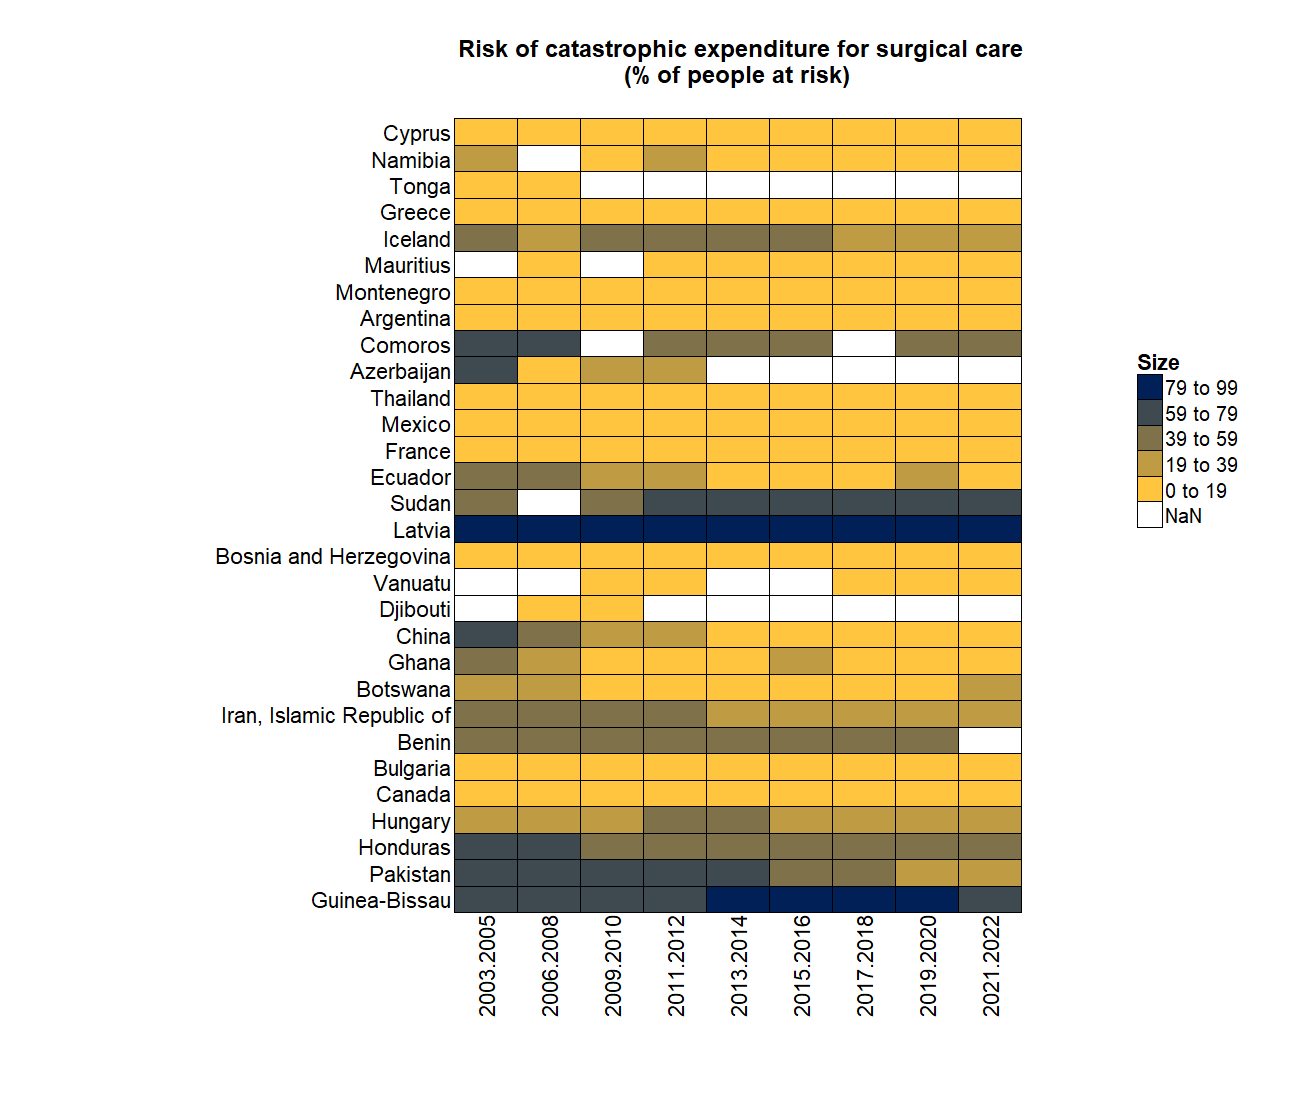 Risk of catastrophic expenditure for surgical care
(% of people at risk)
Cyprus
Namibia
Tonga
Greece
Iceland
Mauritius
Montenegro
Argentina
Comoros
Azerbaijan
Thailand
Mexico
France
Ecuador
Sudan
Latvia
Bosnia and Herzegovina
Vanuatu
Djibouti
China
Ghana
Botswana
Iran, Islamic Republic of
Benin
Bulgaria
Canada
Hungary
Honduras
Pakistan
Guinea-Bissau
2003.2005
2006.2008
2009.2010
2011.2012
2013.2014
2015.2016
2017.2018
2019.2020
2021.2022
Size
79 to 99
59 to 79
39 to 59
19 to 39
0 to 19
NaN